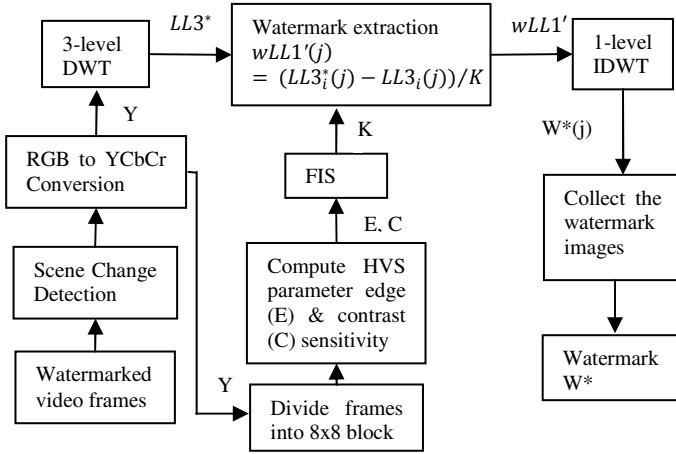 3-level
DWT
LL3*
Watermark extraction
wLL1′(j)
= (LL3*i(j) − LL3i(j))/K
wLL1′
1-level
IDWT
Y
K
W*(j)
RGB to YCbCr
Conversion
FIS
Collect the
watermark
images
E, C
Scene Change
Detection
Compute HVS
parameter edge
(E) & contrast
(C) sensitivity
Watermarked
video frames
Y
Divide frames
into 8x8 block
Watermark
W*